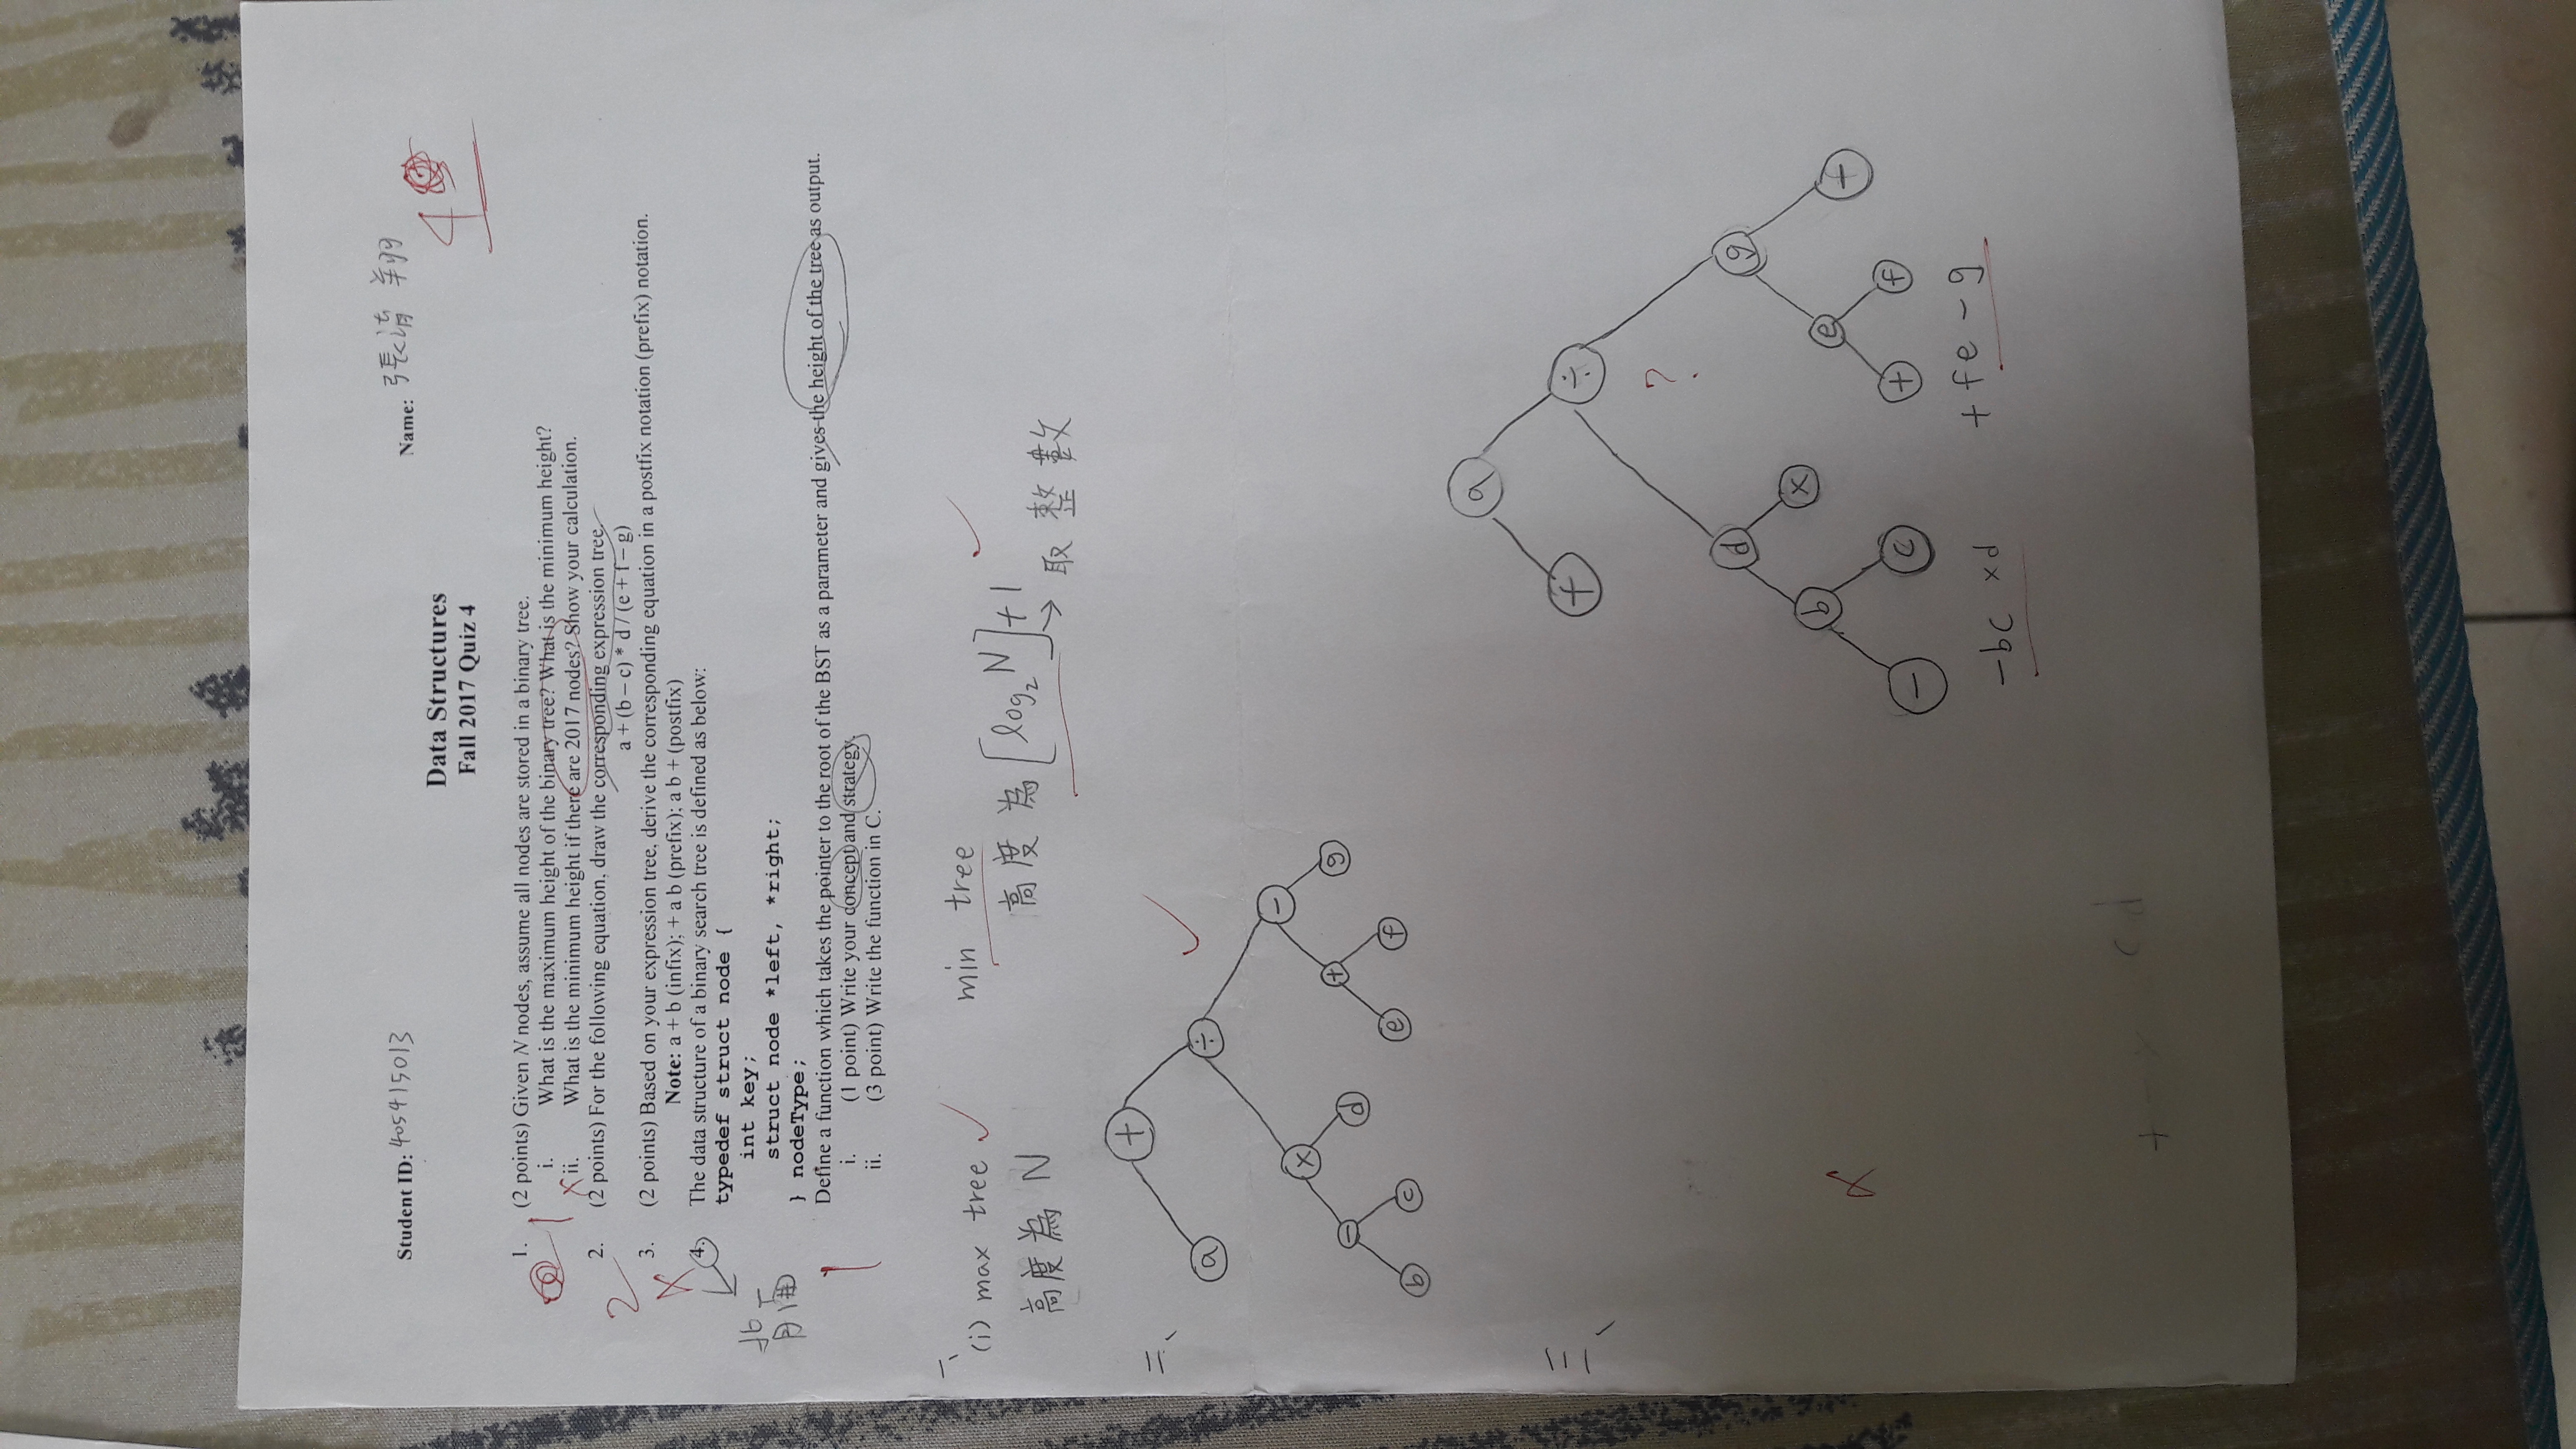 Student ID: 405415013 Name: 張清翔
4
Data Structures
Fall 2017 Quiz 4
1. (2 points) Given N nodes, assume all nodes are stored in a binary tree.
1 i. What is the maximum height of the binary tree? What is the minimum height?
x ii. What is the minimum height if there are 2017 nodes? Show your calculation.
2 2. (2 points) For the following equation, draw the corresponding expression tree.
a + (b – c) * d / (e + f – g)
3. (2 points) Based on your expression tree, derive the corresponding equation in a postfix notation (prefix) notation.
Note: a + b (infix); + a b (prefix); a b + (postfix)
4. The data structure of a binary search tree is defined as below:
typedef struct node {
int key;
struct node *left, *right;
} nodeType;
背面
Define a function which takes the pointer to the root of the BST as a parameter and gives the height of the tree as output.
1 i. (1 point) Write your concept and strategy.
ii. (3 point) Write the function in C.
一、
(i) max tree
高度為 N
min tree
高度為 [log₂N]+1
→ 取整數
二、
+
a ÷
x −
− d + g
b c e f
三、
a
+ ÷
?
d g
b x e −
− c + f
−bc xd +fe−g
+ − x c d